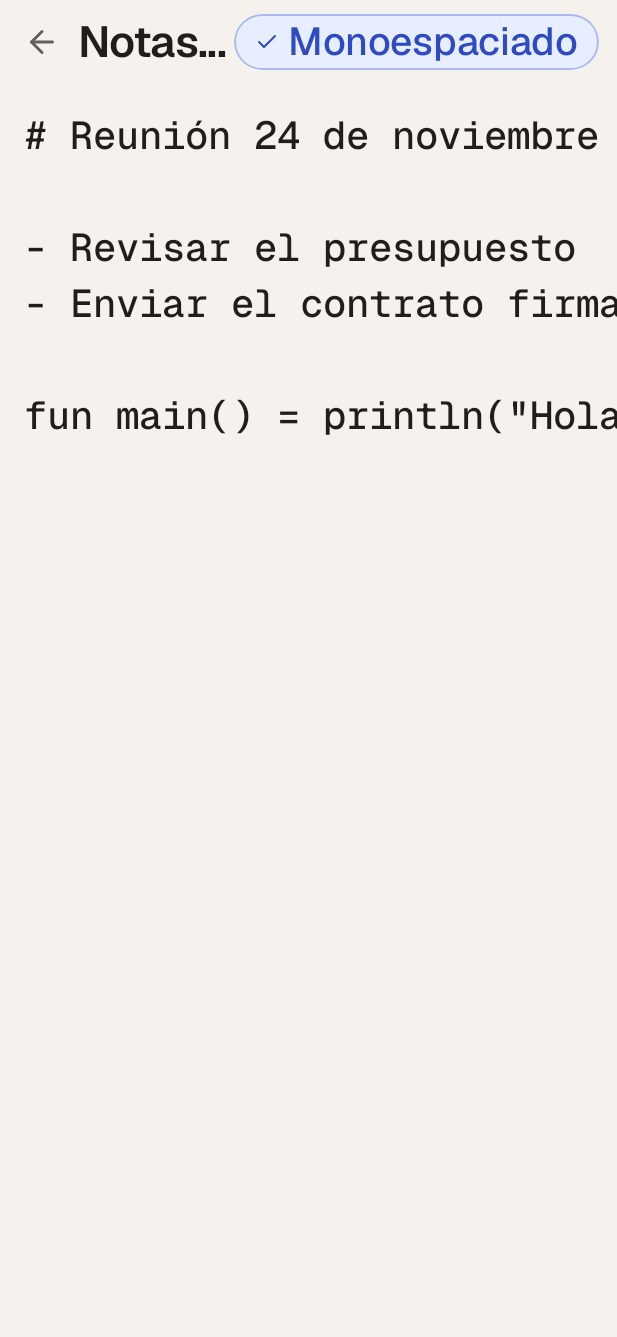 Notas...
Monoespaciado
# Reunión 24 de noviembre
- Revisar el presupuesto
- Enviar el contrato firma
fun main() = println("Hola